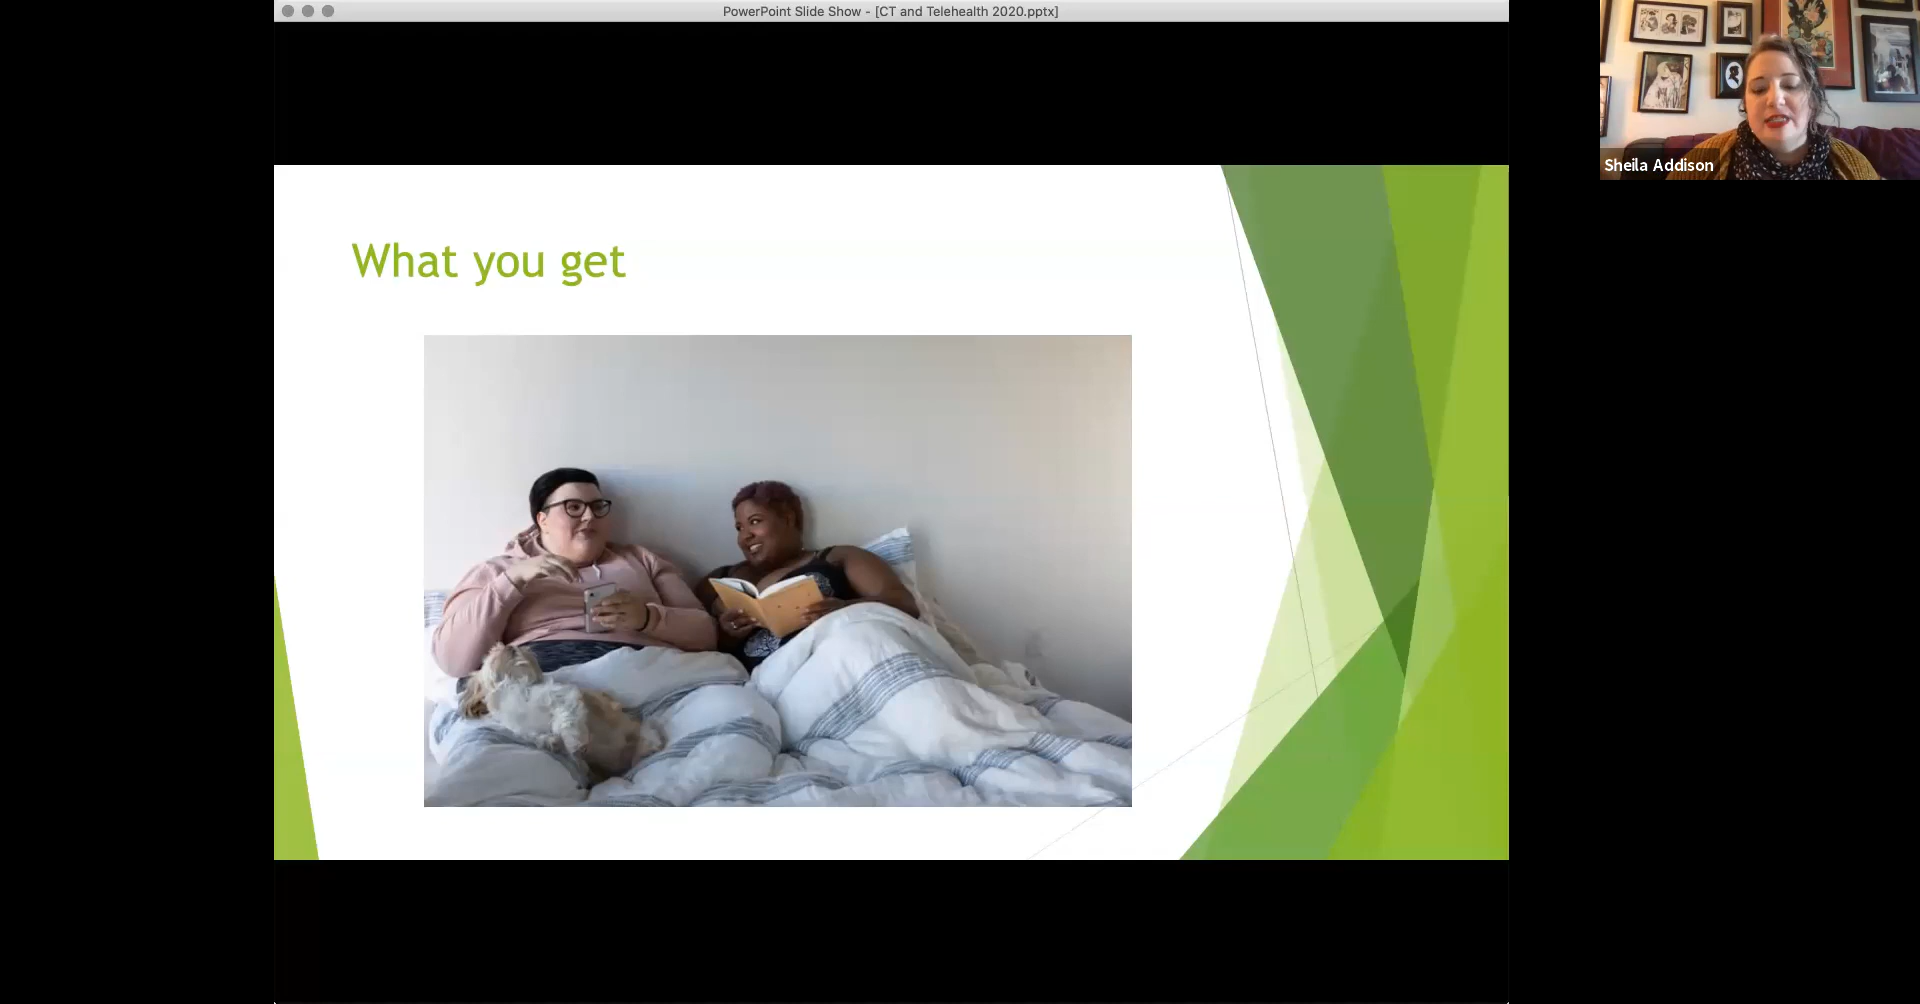 PowerPoint Slide Show - [CT and Telehealth 2020.pptx]
Sheila Addison
What you get